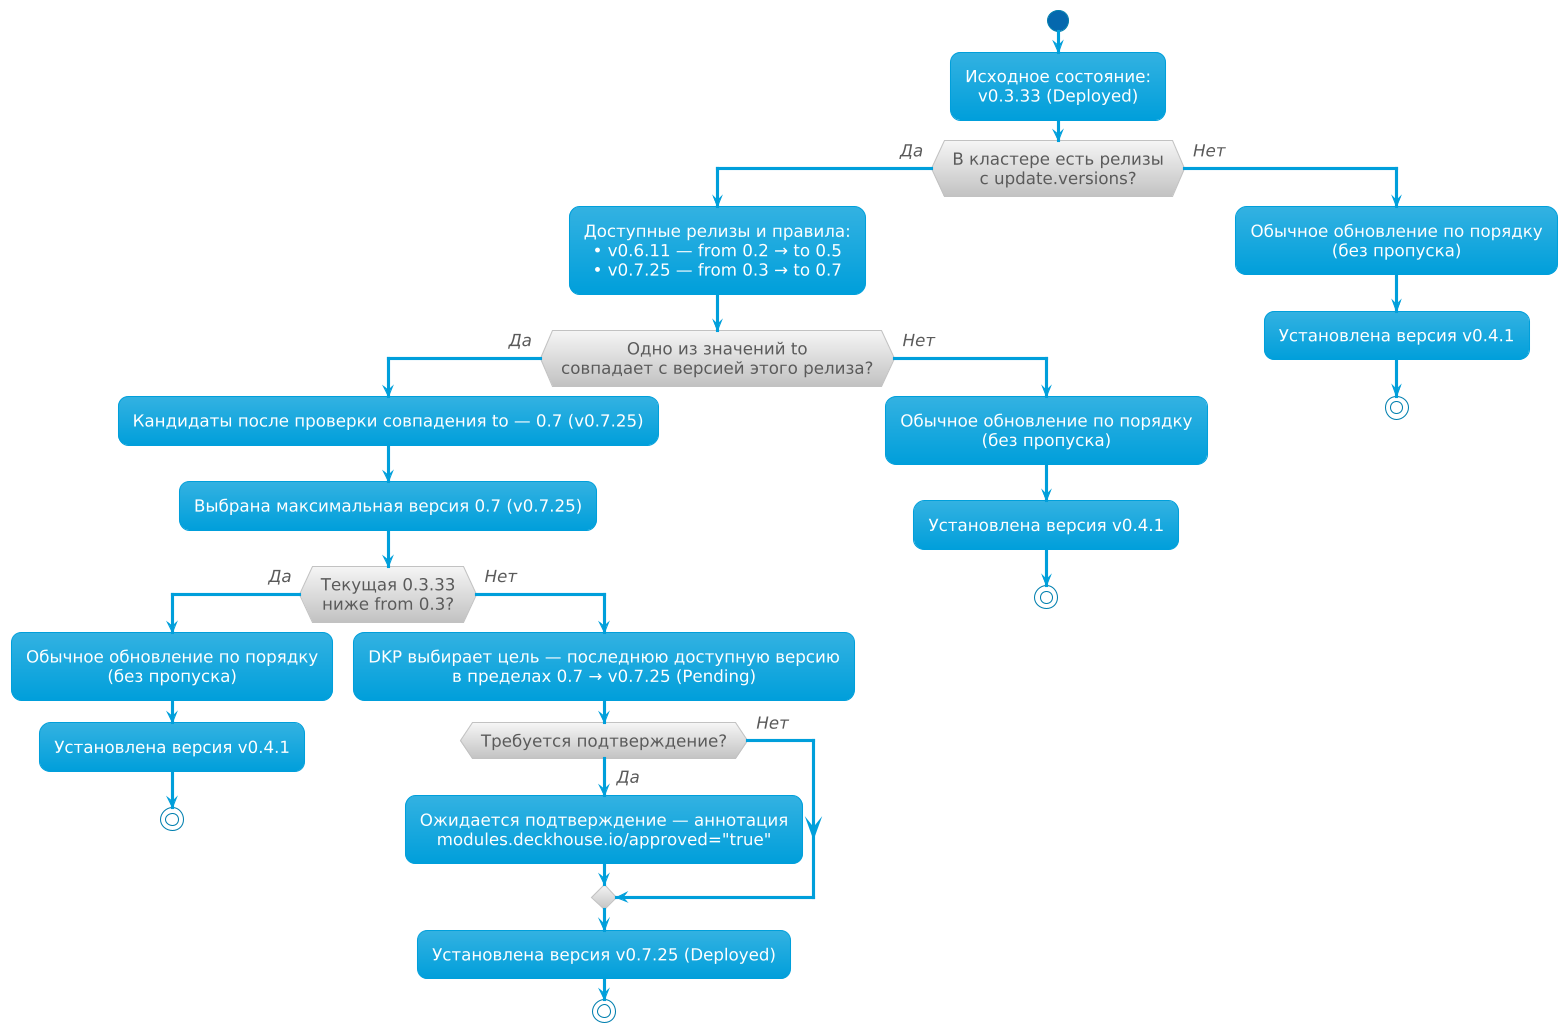 Исходное состояние:
v0.3.33 (Deployed)
Да
В кластере есть релизы
с update.versions?
Нет
Доступные релизы и правила:
• v0.6.11 — from 0.2 → to 0.5
• v0.7.25 — from 0.3 → to 0.7
Обычное обновление по порядку
(без пропуска)
Установлена версия v0.4.1
Да
Одно из значений to
совпадает с версией этого релиза?
Нет
Кандидаты после проверки совпадения to — 0.7 (v0.7.25)
Обычное обновление по порядку
(без пропуска)
Выбрана максимальная версия 0.7 (v0.7.25)
Установлена версия v0.4.1
Да
Текущая 0.3.33
ниже from 0.3?
Нет
Обычное обновление по порядку
(без пропуска)
DKP выбирает цель — последнюю доступную версию
в пределах 0.7 → v0.7.25 (Pending)
Установлена версия v0.4.1
Требуется подтверждение?
Нет
Да
Ожидается подтверждение — аннотация
modules.deckhouse.io/approved="true"
Установлена версия v0.7.25 (Deployed)